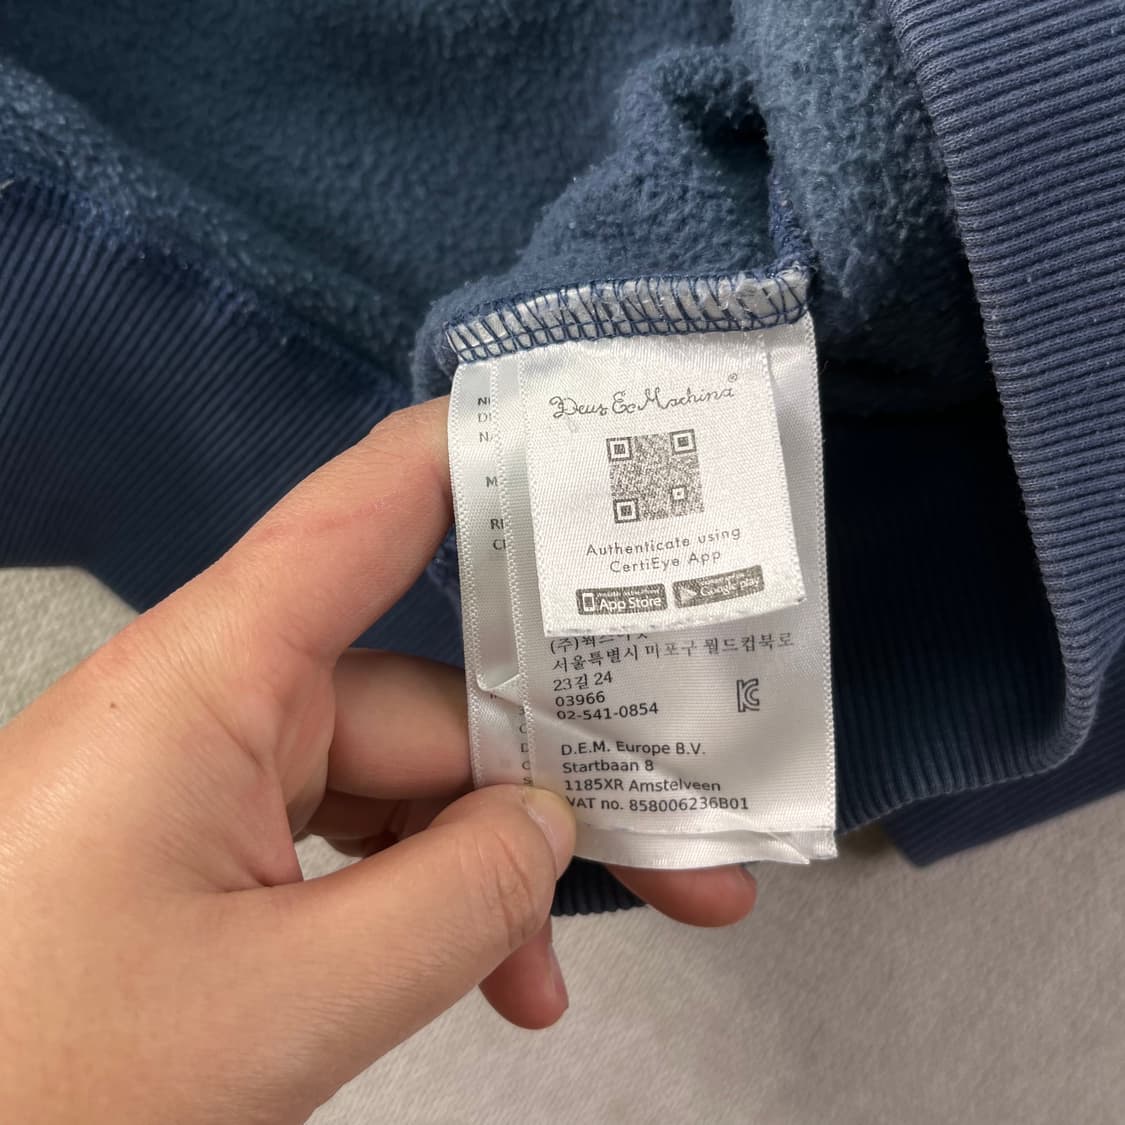 Deus Ex Machina®
Authenticate using
CertiEye App
App Store
Google play
서울특별시 마포구 월드컵북로
23길 24
03966
02-541-0854
D.E.M. Europe B.V.
Startbaan 8
1185XR Amstelveen
VAT no. 858006236B01